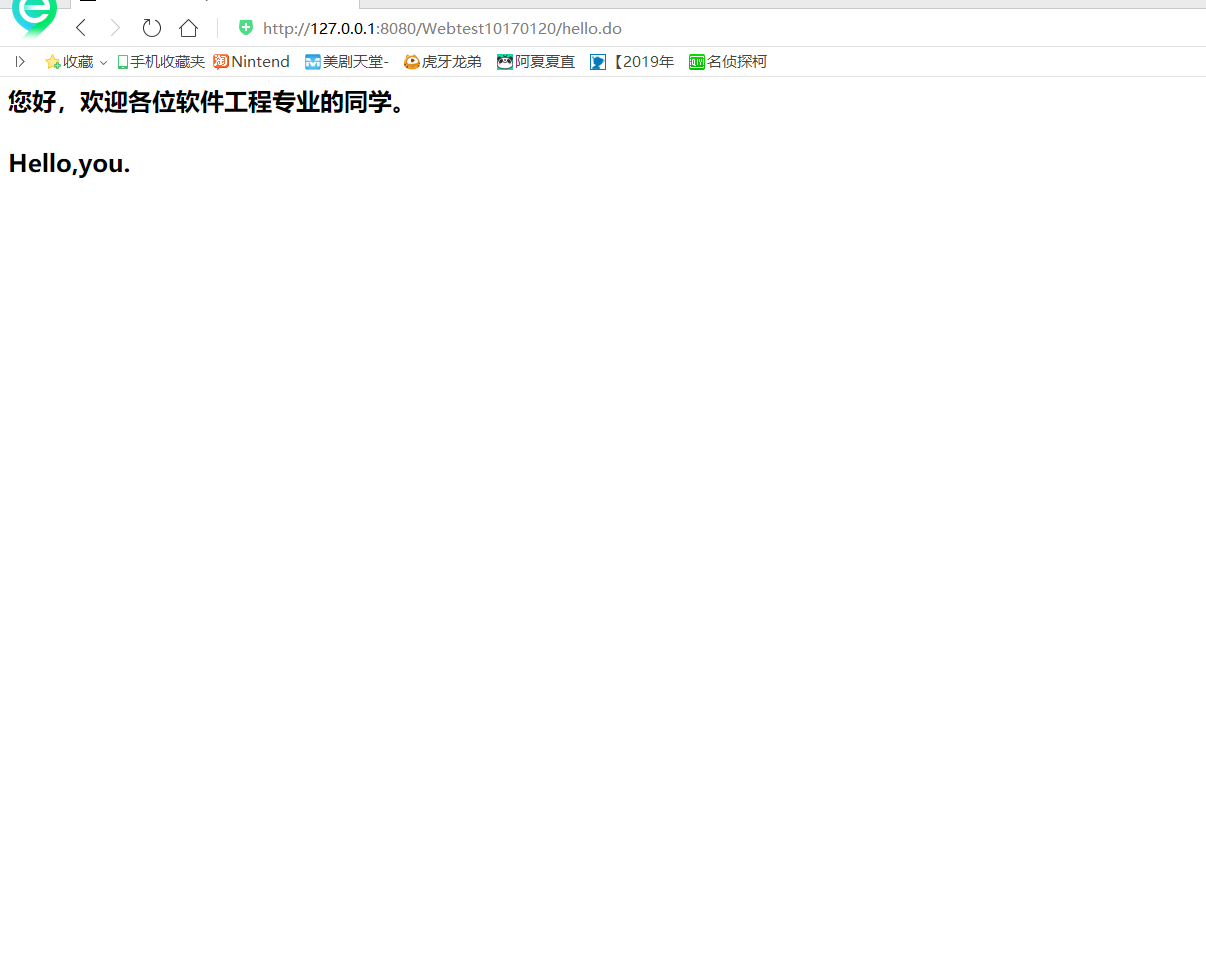 http://127.0.0.1:8080/Webtest10170120/hello.do
收藏 手机收藏夹 淘 Nintend 美剧天堂- 虎牙龙弟 阿夏夏直 【2019年 名侦探柯
您好，欢迎各位软件工程专业的同学。
Hello,you.